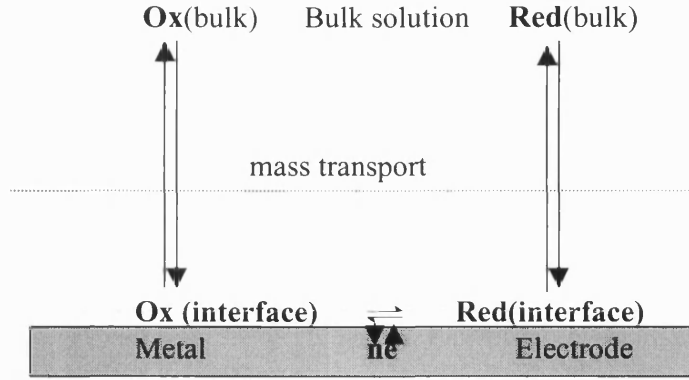 Ox(bulk) Bulk solution Red(bulk)
mass transport
Ox (interface) Red(interface)
Metal ne Electrode